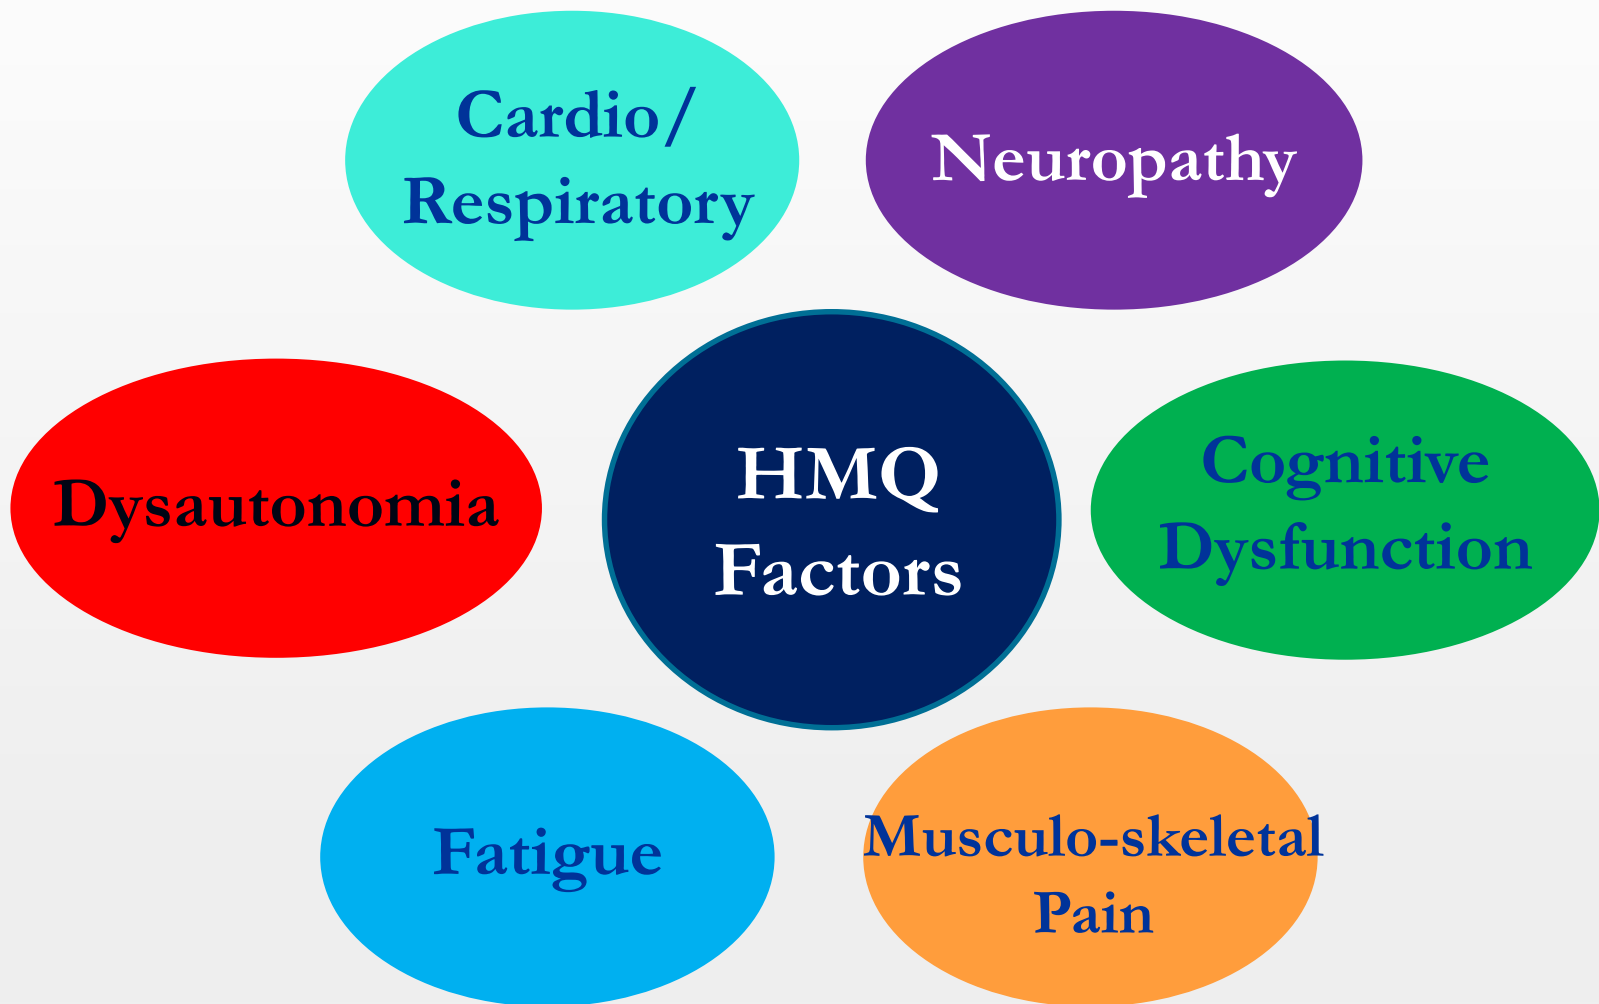 Cardio/
Respiratory
Neuropathy
Dysautonomia
HMQ
Factors
Cognitive
Dysfunction
Fatigue
Musculo-skeletal
Pain